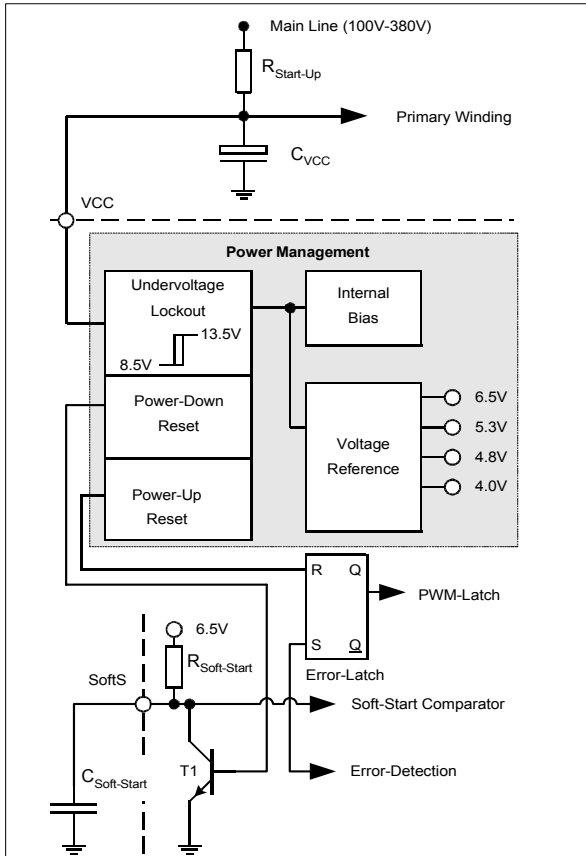 Main Line (100V-380V)
RStart-Up
Primary Winding
CVCC
VCC
Power Management
Undervoltage
Lockout
13.5V
8.5V
Internal
Bias
Power-Down
Reset
Power-Up
Reset
Voltage
Reference
6.5V
5.3V
4.8V
4.0V
R Q
S Q
PWM-Latch
Error-Latch
6.5V
RSoft-Start
SoftS
Soft-Start Comparator
CSoft-Start
T1
Error-Detection